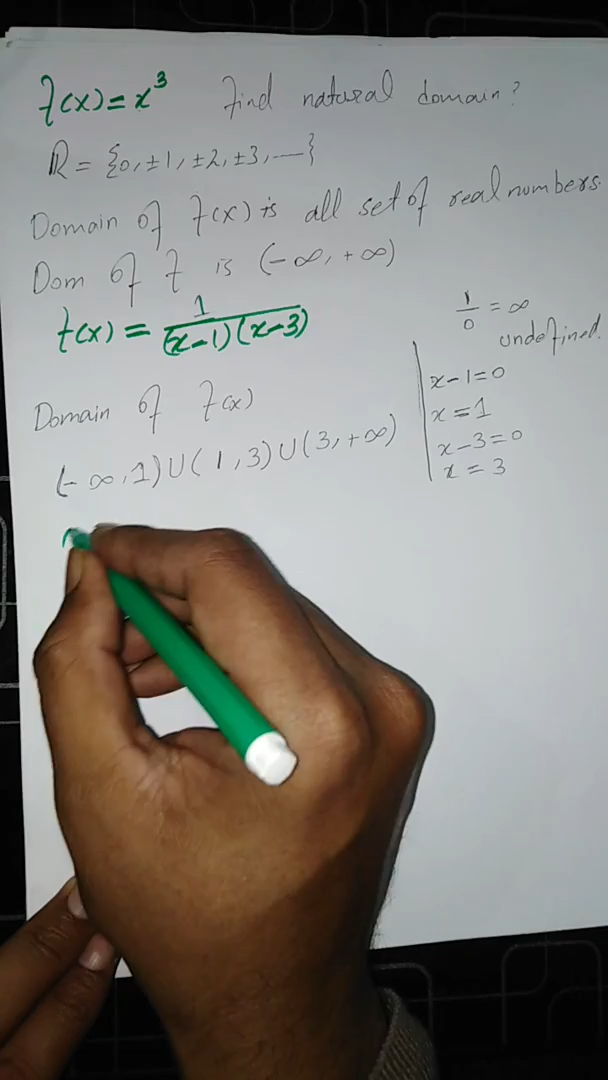 f(x) = x³ Find natural domain?
ℝ = {0, ±1, ±2, ±3, ---}
Domain of f(x) is all set of real numbers.
Dom of f is (-∞, +∞)
f(x) = 1/(x-1)(x-3)
1/0 = ∞
undefined.
Domain of f(x)
(-∞, 1) ∪ (1, 3) ∪ (3, +∞)
x-1=0
x=1
x-3=0
x=3